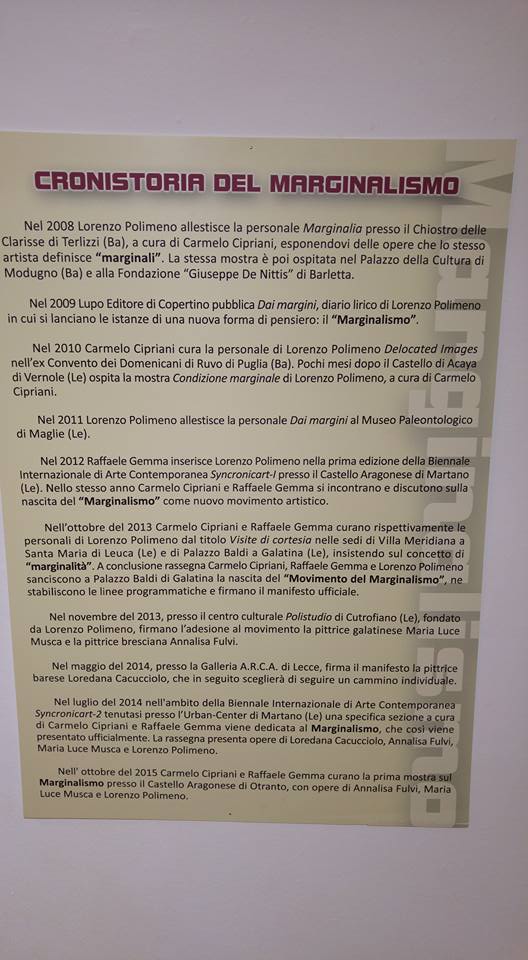 CRONISTORIA DEL MARGINALISMO
Nel 2008 Lorenzo Polimeno allestisce la personale Marginalia presso il Chiostro delle
Clarisse di Terlizzi (Ba), a cura di Carmelo Cipriani, esponendovi delle opere che lo stesso
artista definisce “marginali”. La stessa mostra è poi ospitata nel Palazzo della Cultura di
Modugno (Ba) e alla Fondazione “Giuseppe De Nittis” di Barletta.
Nel 2009 Lupo Editore di Copertino pubblica Dai margini, diario lirico di Lorenzo Polimeno
in cui si lanciano le istanze di una nuova forma di pensiero: il “Marginalismo”.
Nel 2010 Carmelo Cipriani cura la personale di Lorenzo Polimeno Delocated Images
nell’ex Convento dei Domenicani di Ruvo di Puglia (Ba). Pochi mesi dopo il Castello di Acaya
di Vernole (Le) ospita la mostra Condizione marginale di Lorenzo Polimeno, a cura di Carmelo
Cipriani.
Nel 2011 Lorenzo Polimeno allestisce la personale Dai margini al Museo Paleontologico
di Maglie (Le).
Nel 2012 Raffaele Gemma inserisce Lorenzo Polimeno nella prima edizione della Biennale
Internazionale di Arte Contemporanea Syncronicart-I presso il Castello Aragonese di Martano
(Le). Nello stesso anno Carmelo Cipriani e Raffaele Gemma si incontrano e discutono sulla
nascita del “Marginalismo” come nuovo movimento artistico.
Nell’ottobre del 2013 Carmelo Cipriani e Raffaele Gemma curano rispettivamente le
personali di Lorenzo Polimeno dal titolo Visite di cortesia nelle sedi di Villa Meridiana a
Santa Maria di Leuca (Le) e di Palazzo Baldi a Galatina (Le), insistendo sul concetto di
“marginalità”. A conclusione rassegna Carmelo Cipriani, Raffaele Gemma e Lorenzo Polimeno
sanciscono a Palazzo Baldi di Galatina la nascita del “Movimento del Marginalismo”, ne
stabiliscono le linee programmatiche e firmano il manifesto ufficiale.
Nel novembre del 2013, presso il centro culturale Polistudio di Cutrofiano (Le), fondato
da Lorenzo Polimeno, firmano l’adesione al movimento la pittrice galatinese Maria Luce
Musca e la pittrice bresciana Annalisa Fulvi.
Nel maggio del 2014, presso la Galleria A.R.C.A. di Lecce, firma il manifesto la pittrice
barese Loredana Cacucciolo, che in seguito sceglierà di seguire un cammino individuale.
Nel luglio del 2014 nell'ambito della Biennale Internazionale di Arte Contemporanea
Syncronicart-2 tenutasi presso l’Urban-Center di Martano (Le) una specifica sezione a cura
di Carmelo Cipriani e Raffaele Gemma viene dedicata al Marginalismo, che così viene
presentato ufficialmente. La rassegna presenta opere di Loredana Cacucciolo, Annalisa Fulvi,
Maria Luce Musca e Lorenzo Polimeno.
Nell' ottobre del 2015 Carmelo Cipriani e Raffaele Gemma curano la prima mostra sul
Marginalismo presso il Castello Aragonese di Otranto, con opere di Annalisa Fulvi, Maria
Luce Musca e Lorenzo Polimeno.
Marginalismo